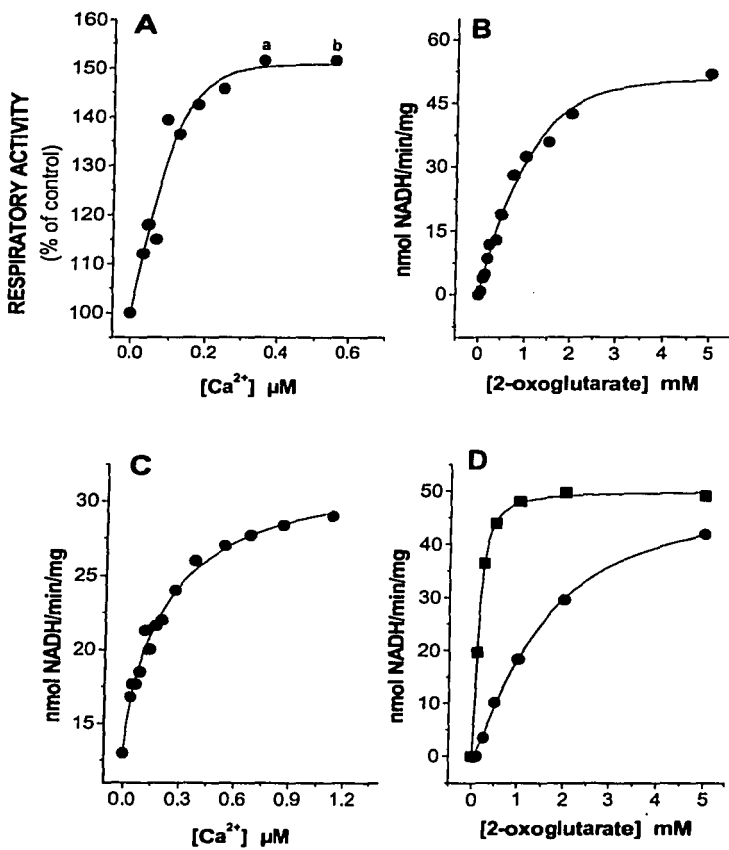 A
RESPIRATORY ACTIVITY
(% of control)
160
150
140
130
120
110
100
a
b
0.0
0.2
0.4
0.6
[Ca²⁺] µM
B
nmol NADH/min/mg
60
45
30
15
0
0
1
2
3
4
5
[2-oxoglutarate] mM
C
nmol NADH/min/mg
30
25
20
15
0.0
0.3
0.6
0.9
1.2
[Ca²⁺] µM
D
nmol NADH/min/mg
50
40
30
20
10
0
0
1
2
3
4
5
[2-oxoglutarate] mM